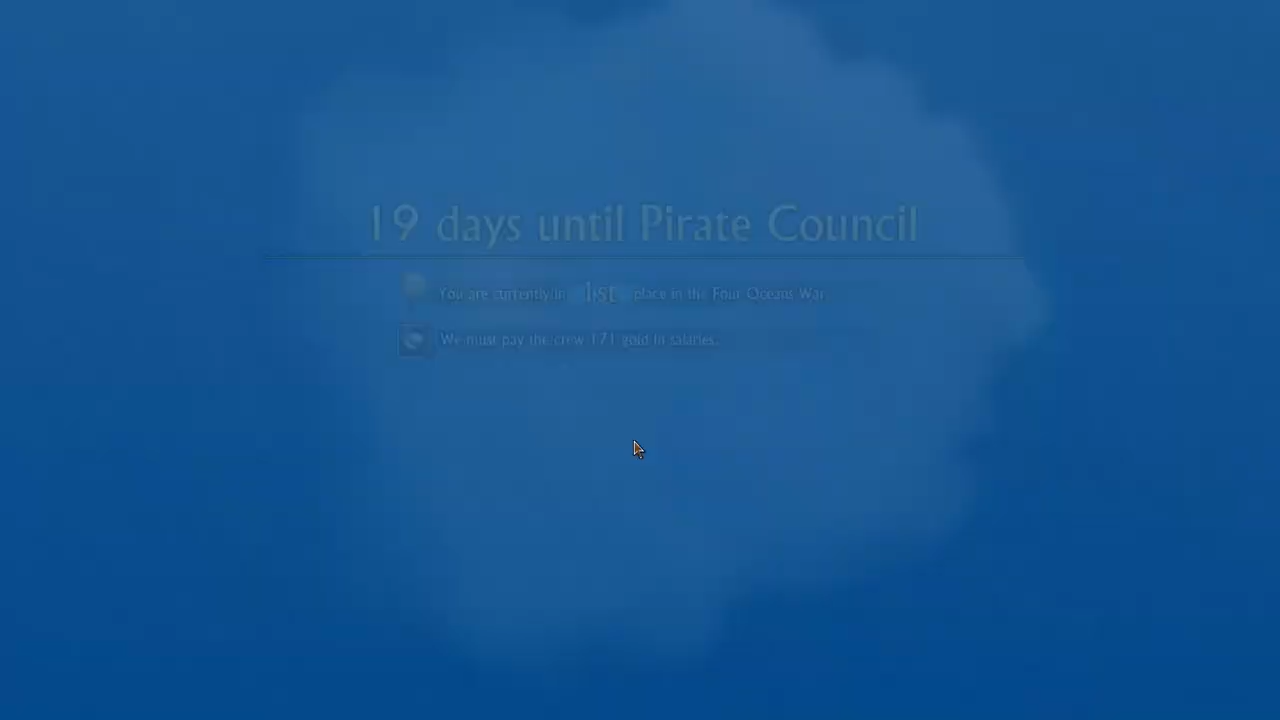 19 days until Pirate Council
You are currently in 1st place in the Four Oceans War
We must pay the crew 171 gold in salaries.